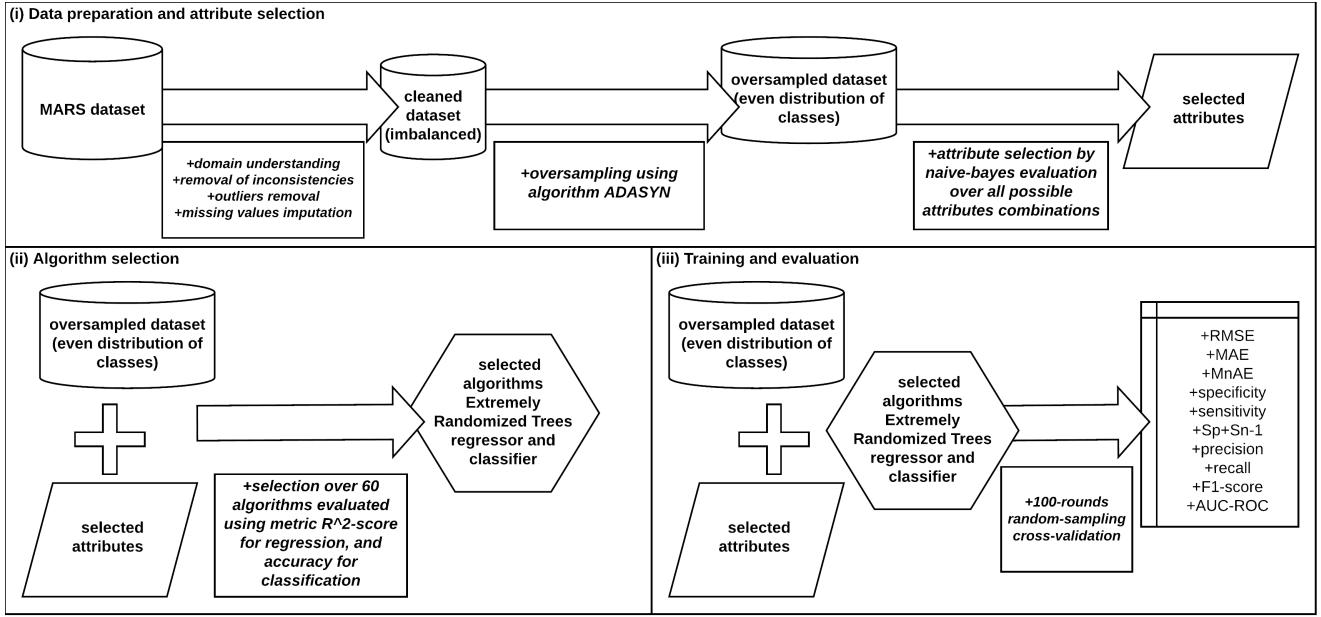 (i) Data preparation and attribute selection
MARS dataset
cleaned
dataset
(imbalanced)
oversampled dataset
(even distribution of
classes)
selected
attributes
+domain understanding
+removal of inconsistencies
+outliers removal
+missing values imputation
+oversampling using
algorithm ADASYN
+attribute selection by
naive-bayes evaluation
over all possible
attributes combinations
(ii) Algorithm selection
oversampled dataset
(even distribution of
classes)
selected
attributes
+selection over 60
algorithms evaluated
using metric R^2-score
for regression, and
accuracy for
classification
selected
algorithms
Extremely
Randomized Trees
regressor and
classifier
(iii) Training and evaluation
oversampled dataset
(even distribution of
classes)
selected
attributes
selected
algorithms
Extremely
Randomized Trees
regressor and
classifier
+100-rounds
random-sampling
cross-validation
+RMSE
+MAE
+MnAE
+specificity
+sensitivity
+Sp+Sn-1
+precision
+recall
+F1-score
+AUC-ROC